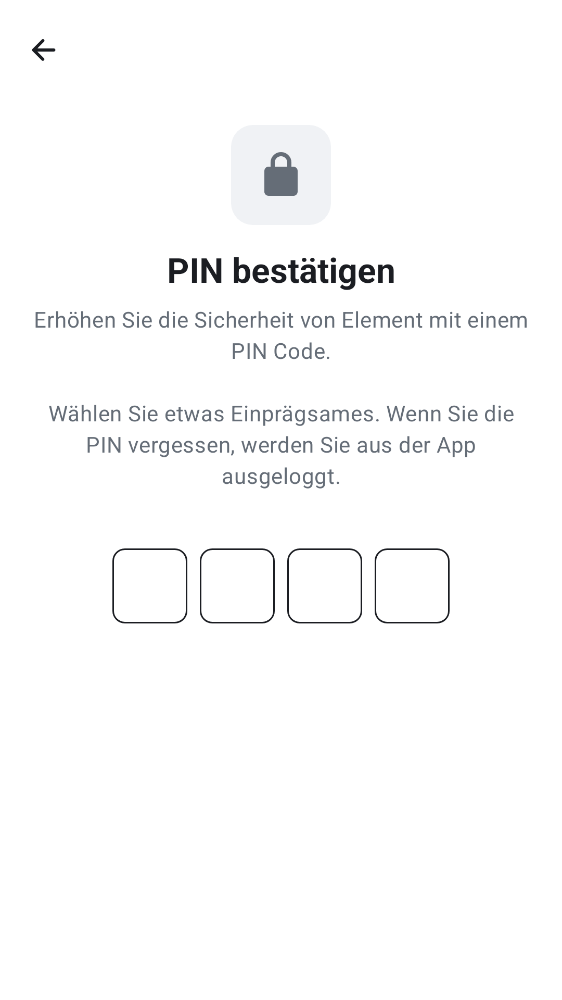 PIN bestätigen
Erhöhen Sie die Sicherheit von Element mit einem
PIN Code.
Wählen Sie etwas Einprägsames. Wenn Sie die
PIN vergessen, werden Sie aus der App
ausgeloggt.